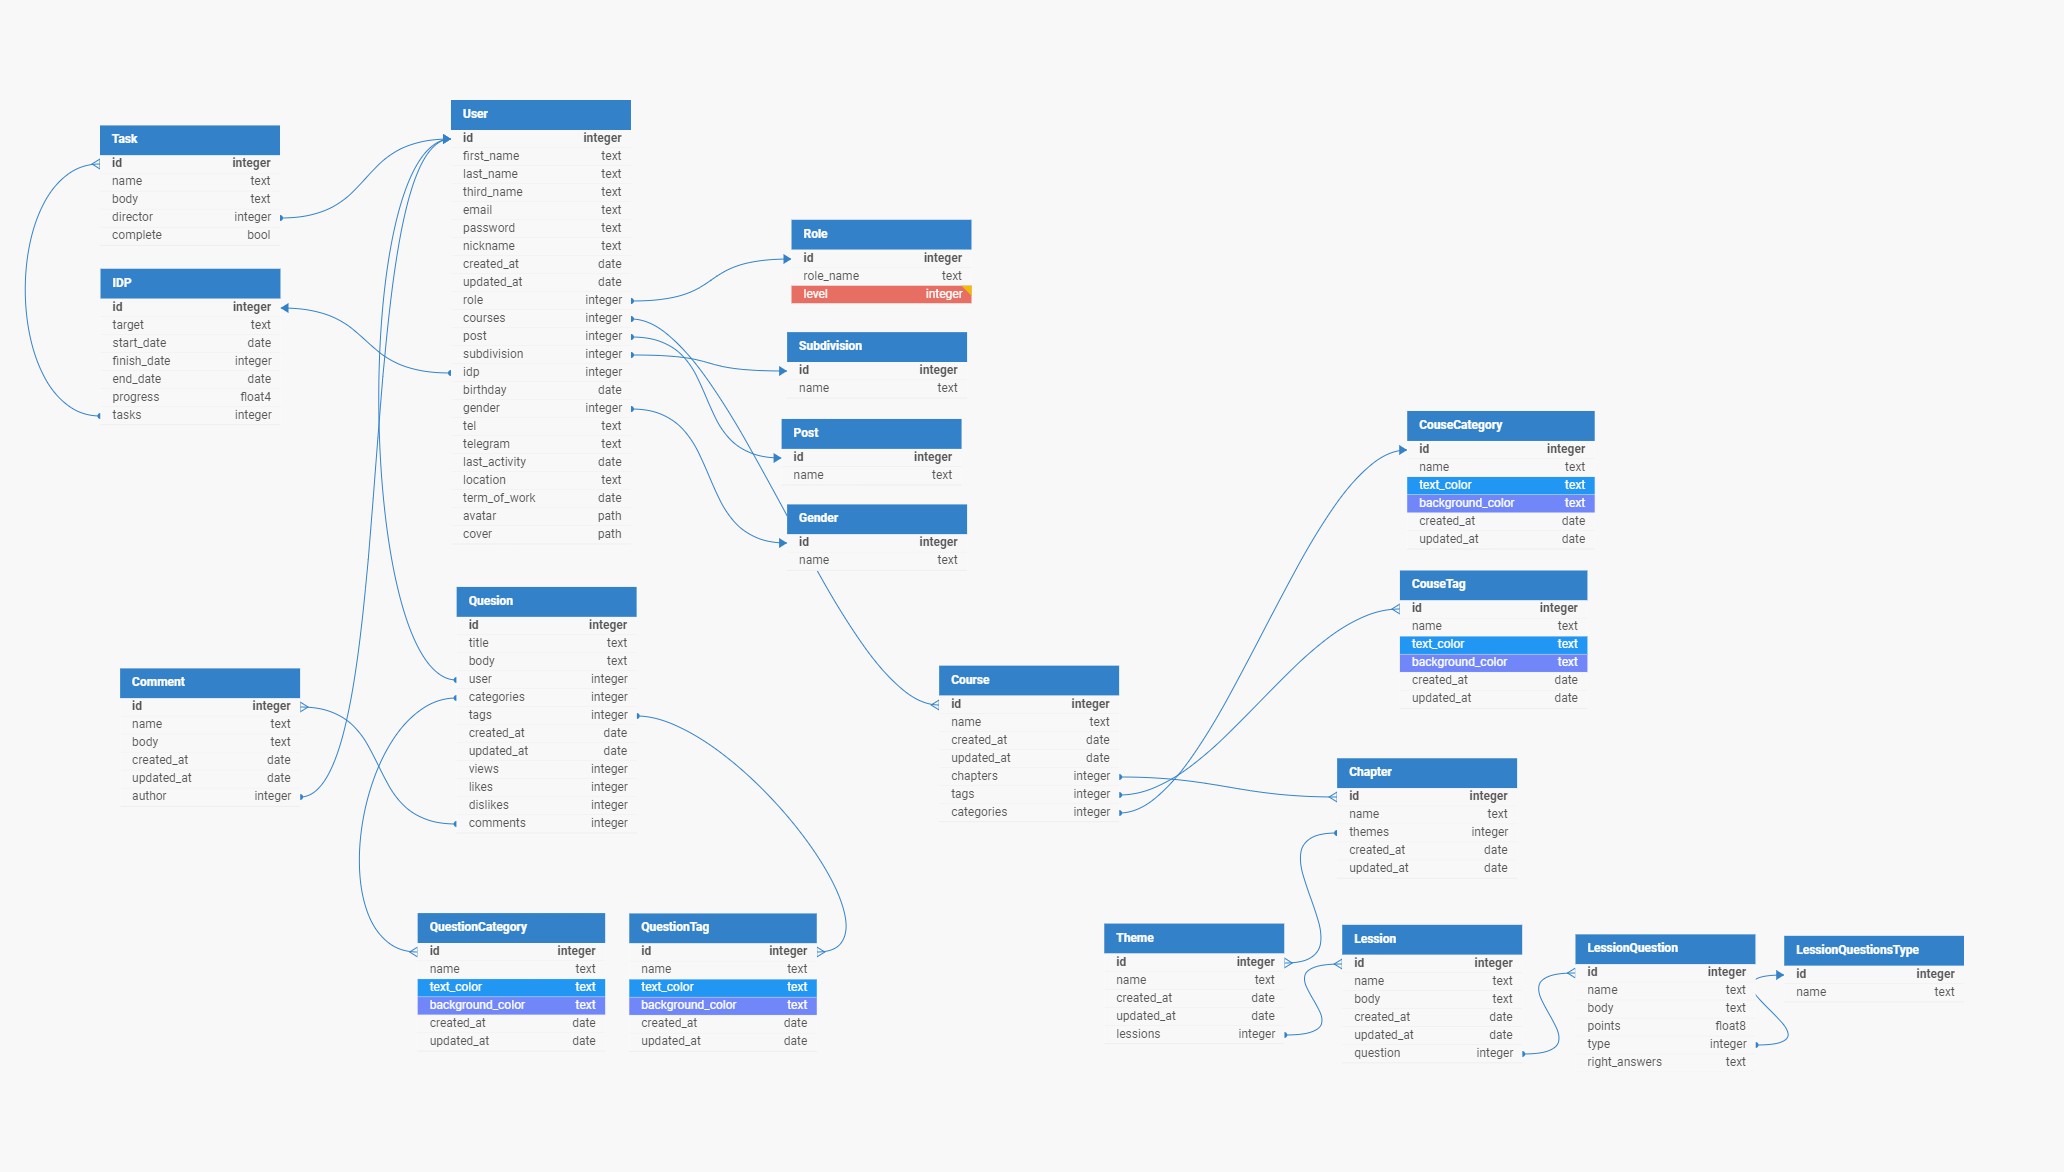 Task
id integer
name text
body text
director integer
complete bool
IDP
id integer
target text
start_date date
finish_date integer
end_date date
progress float4
tasks integer
User
id integer
first_name text
last_name text
third_name text
email text
password text
nickname text
created_at date
updated_at date
role integer
courses integer
post integer
subdivision integer
idp integer
birthday date
gender integer
tel text
telegram text
last_activity date
location text
term_of_work date
avatar path
cover path
Role
id integer
role_name text
level integer
Subdivision
id integer
name text
Post
id integer
name text
Gender
id integer
name text
Comment
id integer
name text
body text
created_at date
updated_at date
author integer
Quesion
id integer
title text
body text
user integer
categories integer
tags integer
created_at date
updated_at date
views integer
likes integer
dislikes integer
comments integer
QuestionCategory
id integer
name text
text_color text
background_color text
created_at date
updated_at date
QuestionTag
id integer
name text
text_color text
background_color text
created_at date
updated_at date
Course
id integer
name text
created_at date
updated_at date
chapters integer
tags integer
categories integer
CouseCategory
id integer
name text
text_color text
background_color text
created_at date
updated_at date
CouseTag
id integer
name text
text_color text
background_color text
created_at date
updated_at date
Chapter
id integer
name text
themes integer
created_at date
updated_at date
Theme
id integer
name text
created_at date
updated_at date
lessions integer
Lession
id integer
name text
body text
created_at date
updated_at date
question integer
LessionQuestion
id integer
name text
body text
points float8
type integer
right_answers text
LessionQuestionsType
id integer
name text